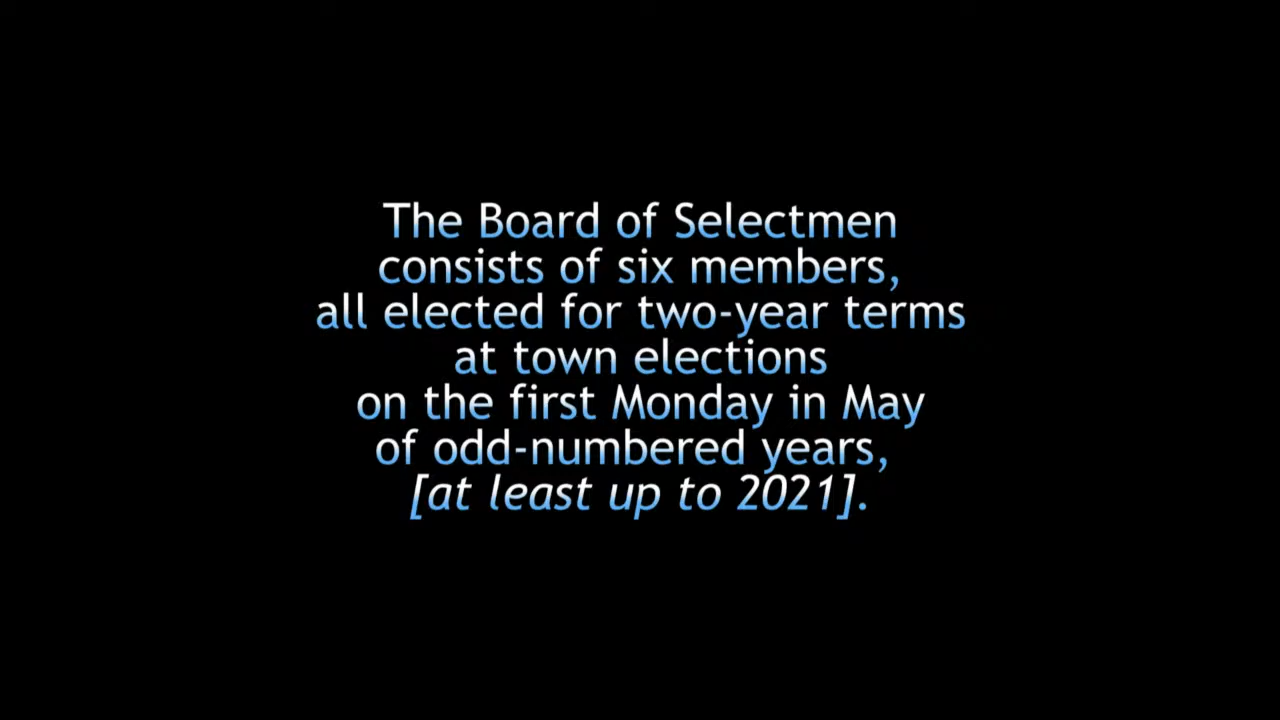 The Board of Selectmen
consists of six members,
all elected for two-year terms
at town elections
on the first Monday in May
of odd-numbered years,
[at least up to 2021].